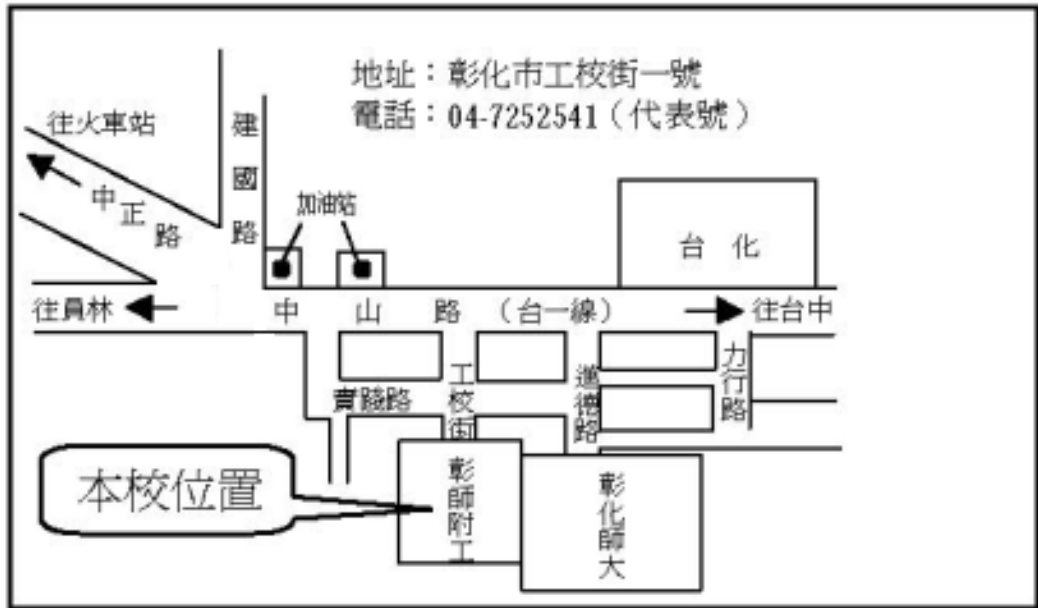 地址：彰化市工校街一號
電話：04-7252541（代表號）
往火車站
建國路
中正路
加油站
台化
往員林
中山路（台一線）
往台中
力行路
工校街
道德路
實踐路
本校位置
彰師附工
彰化師大